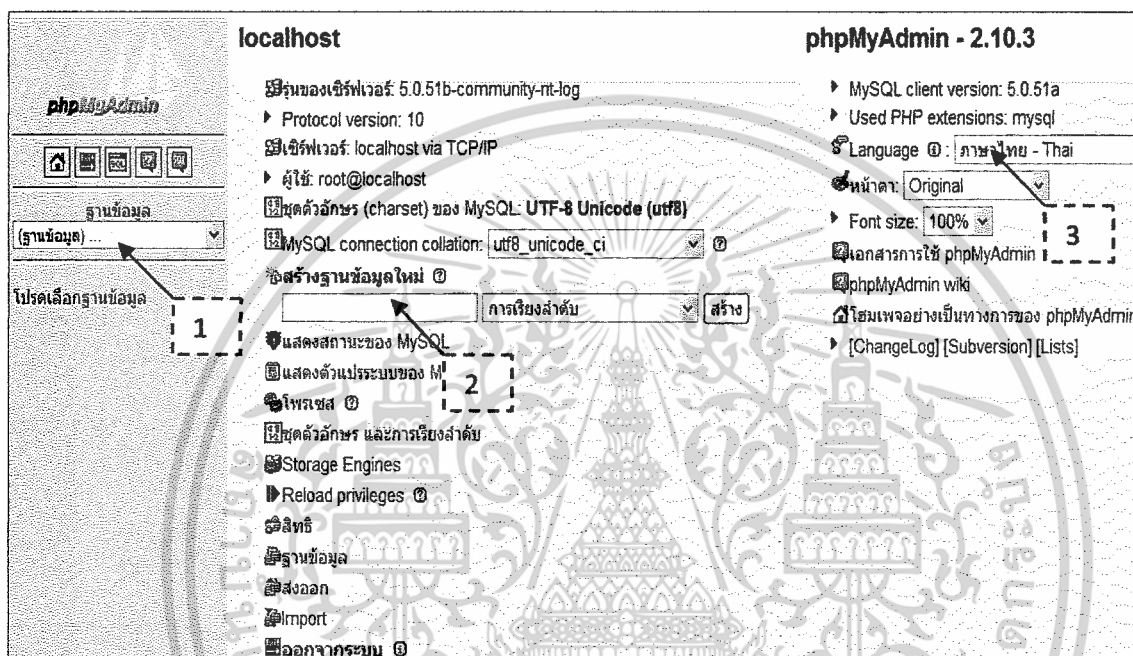 phpMyAdmin
ฐานข้อมูล
(ฐานข้อมูล) ...
โปรดเลือกฐานข้อมูล
1
localhost
รุ่นของเซิร์ฟเวอร์: 5.0.51b-community-nt-log
Protocol version: 10
เซิร์ฟเวอร์: localhost via TCP/IP
ผู้ใช้: root@localhost
ชุดตัวอักษร (charset) ของ MySQL: UTF-8 Unicode (utf8)
MySQL connection collation: utf8_unicode_ci
สร้างฐานข้อมูลใหม่
การเรียงลำดับ สร้าง
แสดงสถานะของ MySQL
แสดงตัวแปรระบบของ M
2
โพรเซส
ชุดตัวอักษร และการเรียงลำดับ
Storage Engines
Reload privileges
สิทธิ
ฐานข้อมูล
ส่งออก
Import
ออกจากระบบ
phpMyAdmin - 2.10.3
MySQL client version: 5.0.51a
Used PHP extensions: mysql
Language : ภาษาไทย - Thai
หน้าตา: Original
Font size: 100%
3
เอกสารการใช้ phpMyAdmin
phpMyAdmin wiki
โฮมเพจอย่างเป็นทางการของ phpMyAdmin
[ChangeLog] [Subversion] [Lists]